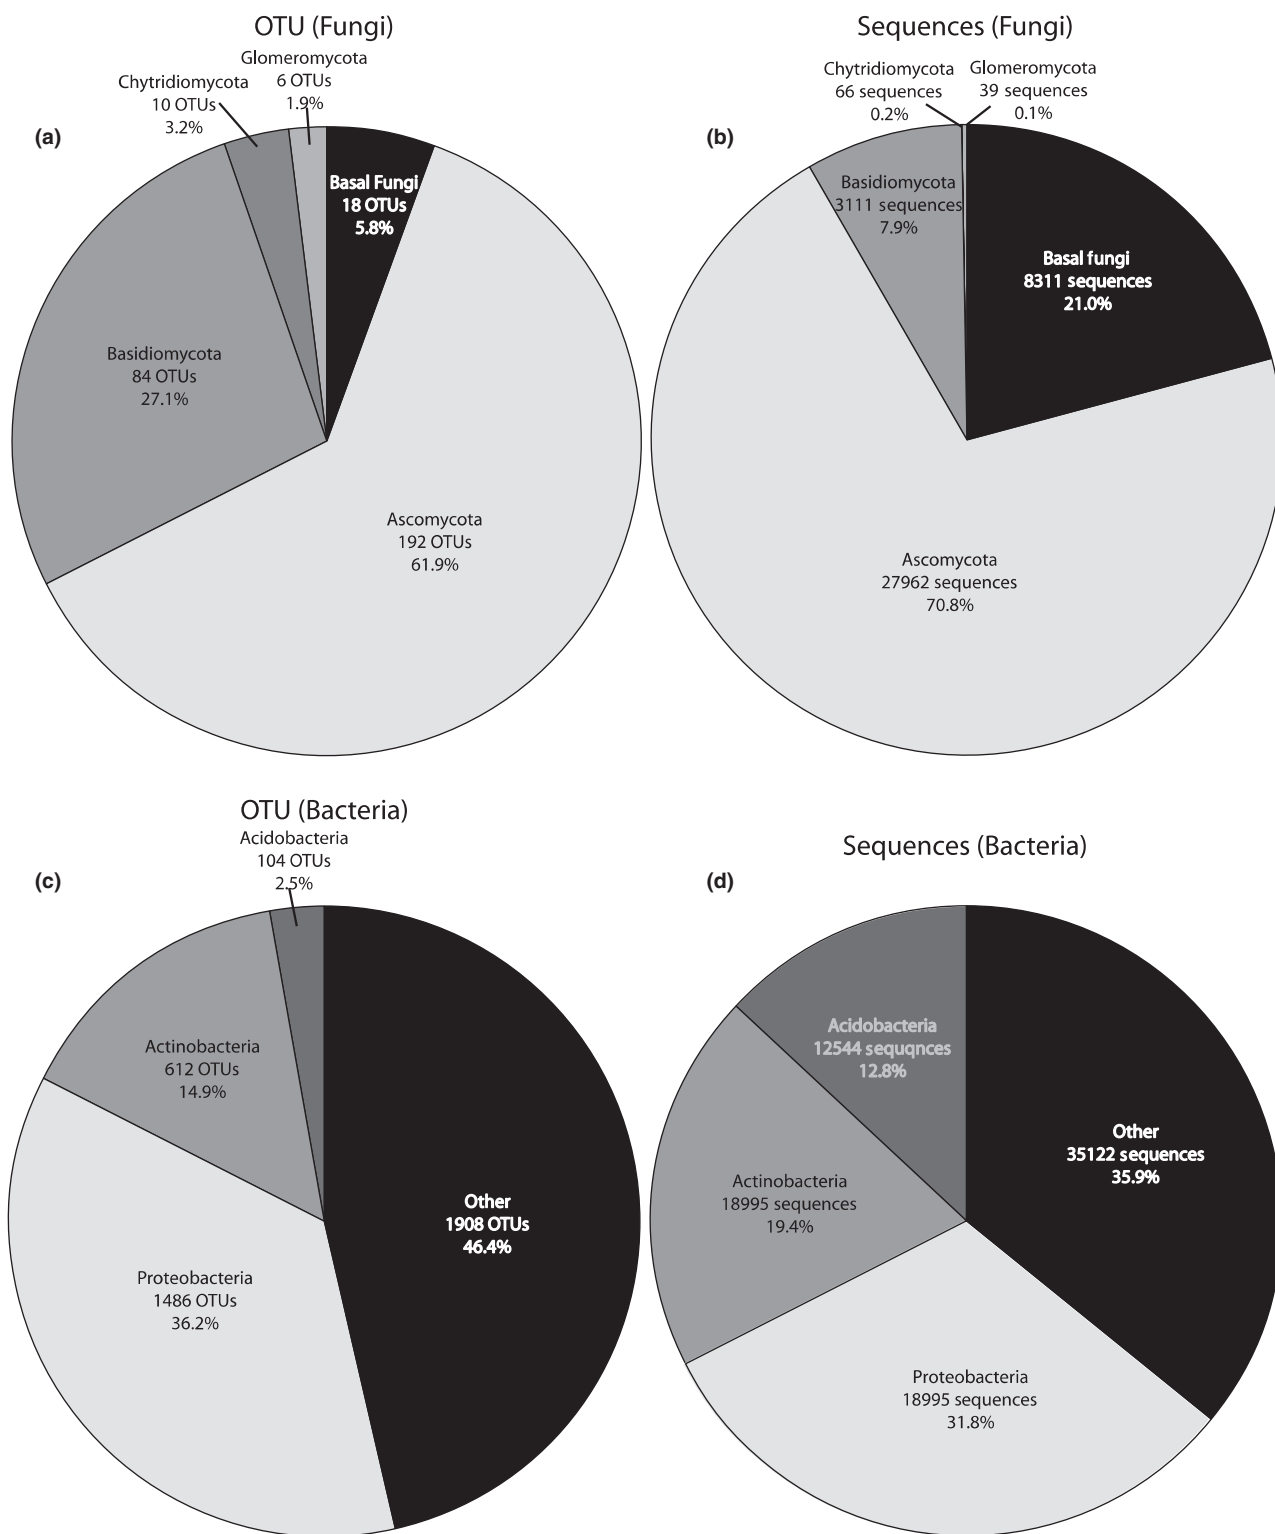 OTU (Fungi)
Glomeromycota
6 OTUs
1.9%
Chytridiomycota
10 OTUs
3.2%
(a)
Basal Fungi
18 OTUs
5.8%
Basidiomycota
84 OTUs
27.1%
Ascomycota
192 OTUs
61.9%
Sequences (Fungi)
Chytridiomycota
66 sequences
0.2%
Glomeromycota
39 sequences
0.1%
(b)
Basidiomycota
3111 sequences
7.9%
Basal fungi
8311 sequences
21.0%
Ascomycota
27962 sequences
70.8%
OTU (Bacteria)
Acidobacteria
104 OTUs
2.5%
(c)
Actinobacteria
612 OTUs
14.9%
Other
1908 OTUs
46.4%
Proteobacteria
1486 OTUs
36.2%
Sequences (Bacteria)
(d)
Acidobacteria
12544 sequqnces
12.8%
Other
35122 sequences
35.9%
Actinobacteria
18995 sequences
19.4%
Proteobacteria
18995 sequences
31.8%